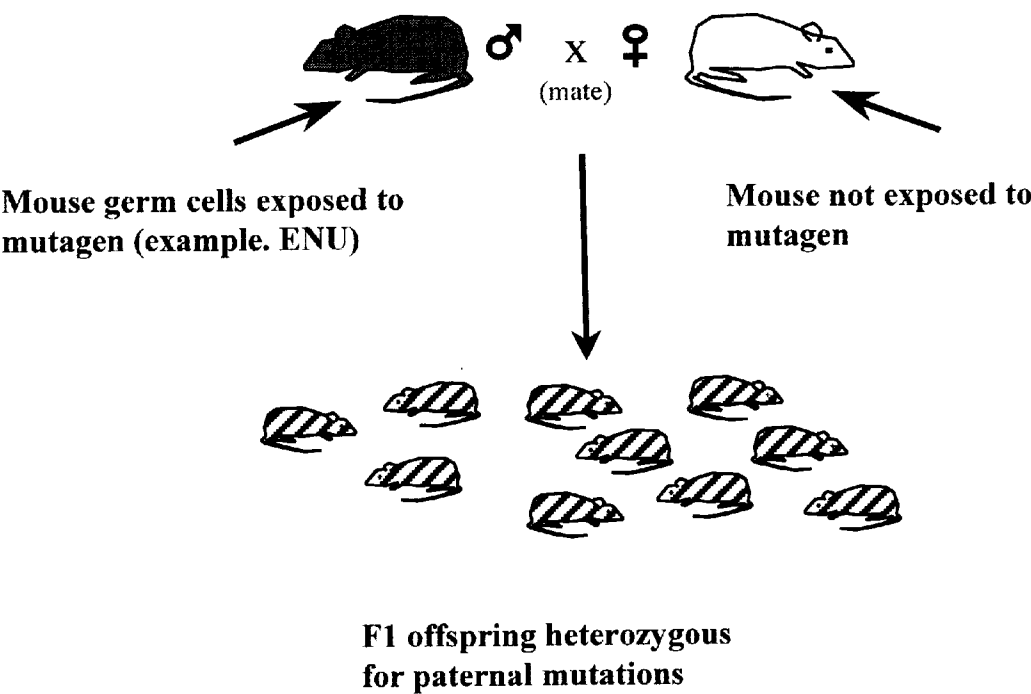 ♂ X ♀
(mate)
Mouse germ cells exposed to
mutagen (example. ENU)
Mouse not exposed to
mutagen
F1 offspring heterozygous
for paternal mutations